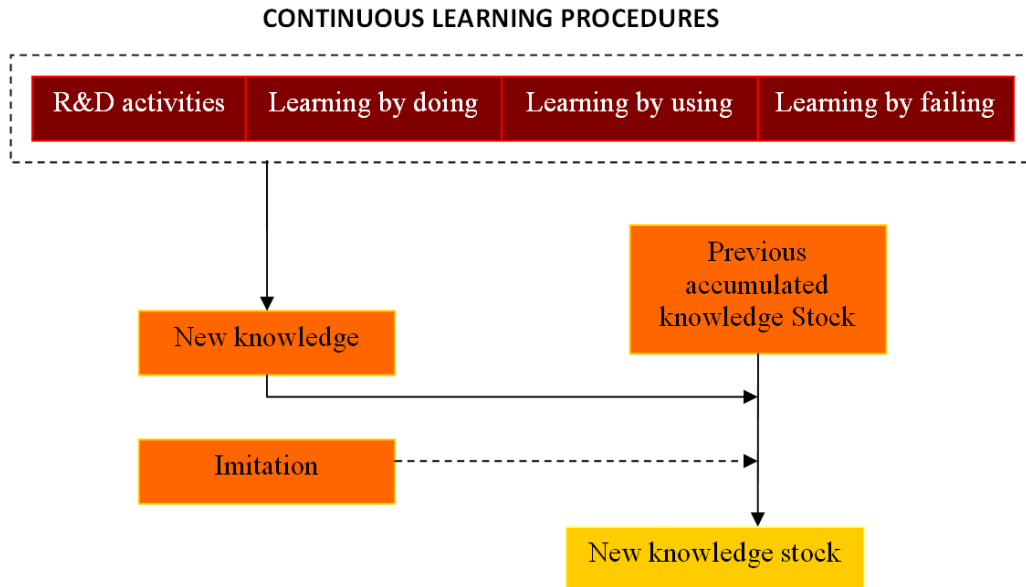 CONTINUOUS LEARNING PROCEDURES
R&D activities
Learning by doing
Learning by using
Learning by failing
Previous
accumulated
knowledge Stock
New knowledge
Imitation
New knowledge stock